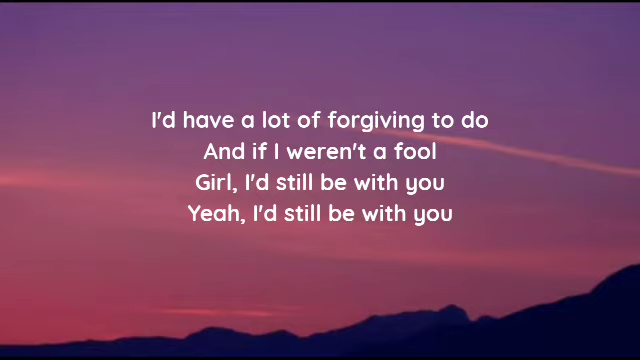 I'd have a lot of forgiving to do
And if I weren't a fool
Girl, I'd still be with you
Yeah, I'd still be with you